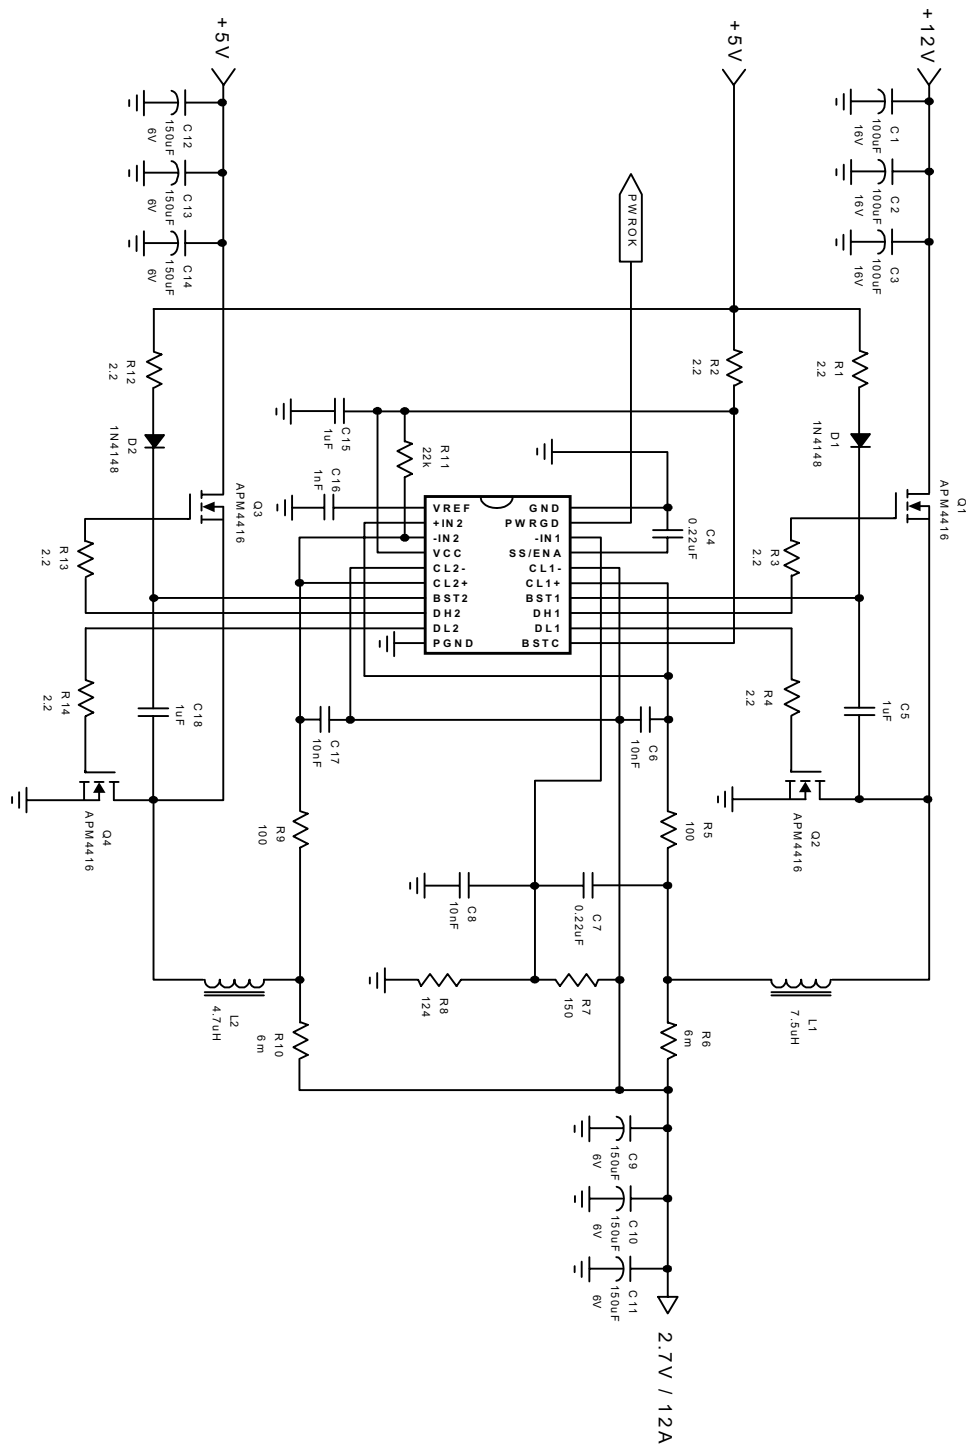 +12V
+5V
+5V
C1
100uF
16V
C2
100uF
16V
C3
100uF
16V
C12
150uF
6V
C13
150uF
6V
C14
150uF
6V
PWROK
R1
2.2
R2
2.2
R12
2.2
D1
1N4148
D2
1N4148
C15
1uF
R11
22k
C16
1nF
C4
0.22uF
Q1
APM4416
Q3
APM4416
R3
2.2
R13
2.2
VREF
+IN2
-IN2
VCC
CL2-
CL2+
BST2
DH2
DL2
PGND
GND
PWRGD
-IN1
SS/ENA
CL1-
CL1+
BST1
DH1
DL1
BSTC
R4
2.2
C5
1uF
R14
2.2
C18
1uF
C17
10nF
C6
10nF
Q2
APM4416
Q4
APM4416
R9
100
R5
100
C8
10nF
C7
0.22uF
R8
124
R7
150
L1
7.5uH
L2
4.7uH
R6
6m
R10
6m
C9
150uF
6V
C10
150uF
6V
C11
150uF
6V
2.7V / 12A